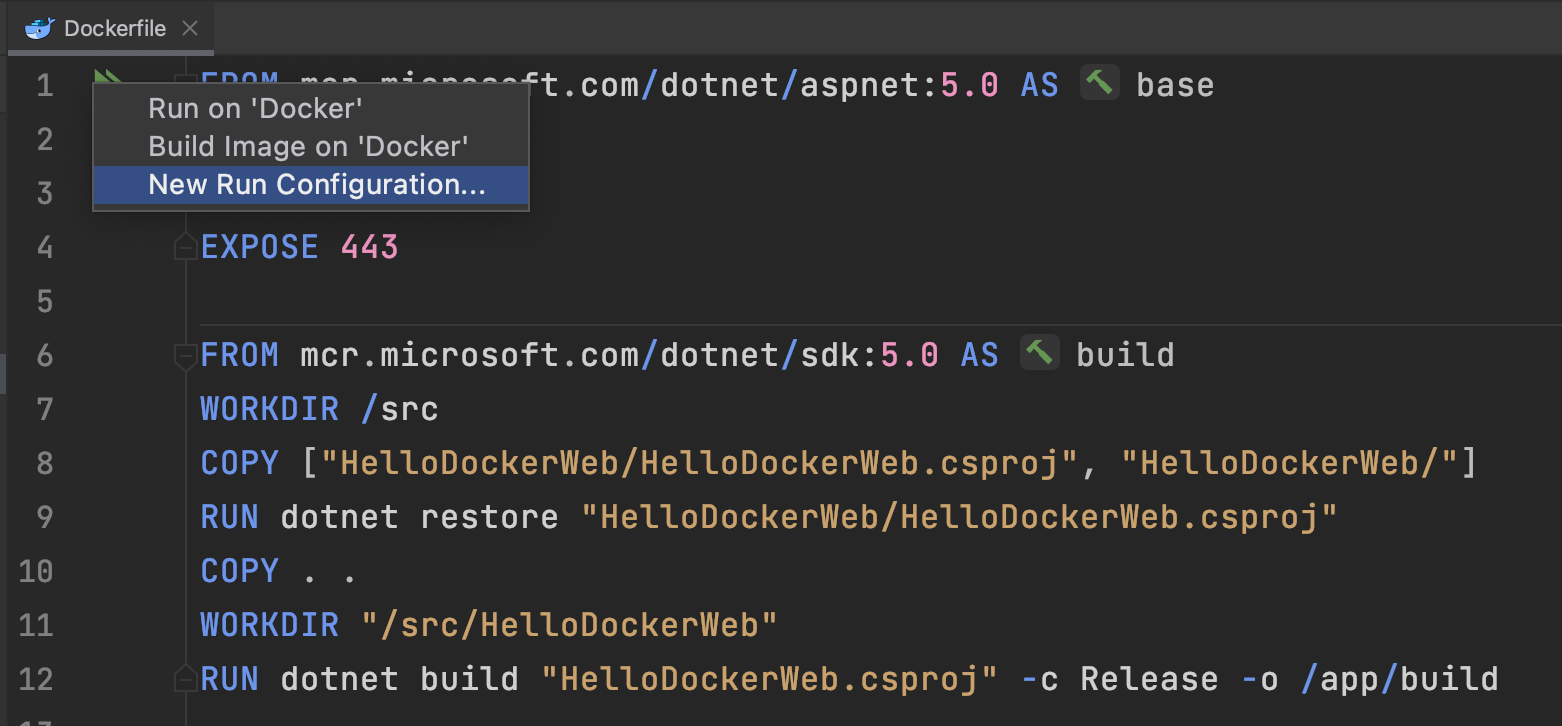 Dockerfile
1 FROM mcr.microsoft.com/dotnet/aspnet:5.0 AS base
Run on 'Docker'
2 Build Image on 'Docker'
3 New Run Configuration...
4 EXPOSE 443
5
6 FROM mcr.microsoft.com/dotnet/sdk:5.0 AS build
7 WORKDIR /src
8 COPY ["HelloDockerWeb/HelloDockerWeb.csproj", "HelloDockerWeb/"]
9 RUN dotnet restore "HelloDockerWeb/HelloDockerWeb.csproj"
10 COPY . .
11 WORKDIR "/src/HelloDockerWeb"
12 RUN dotnet build "HelloDockerWeb.csproj" -c Release -o /app/build